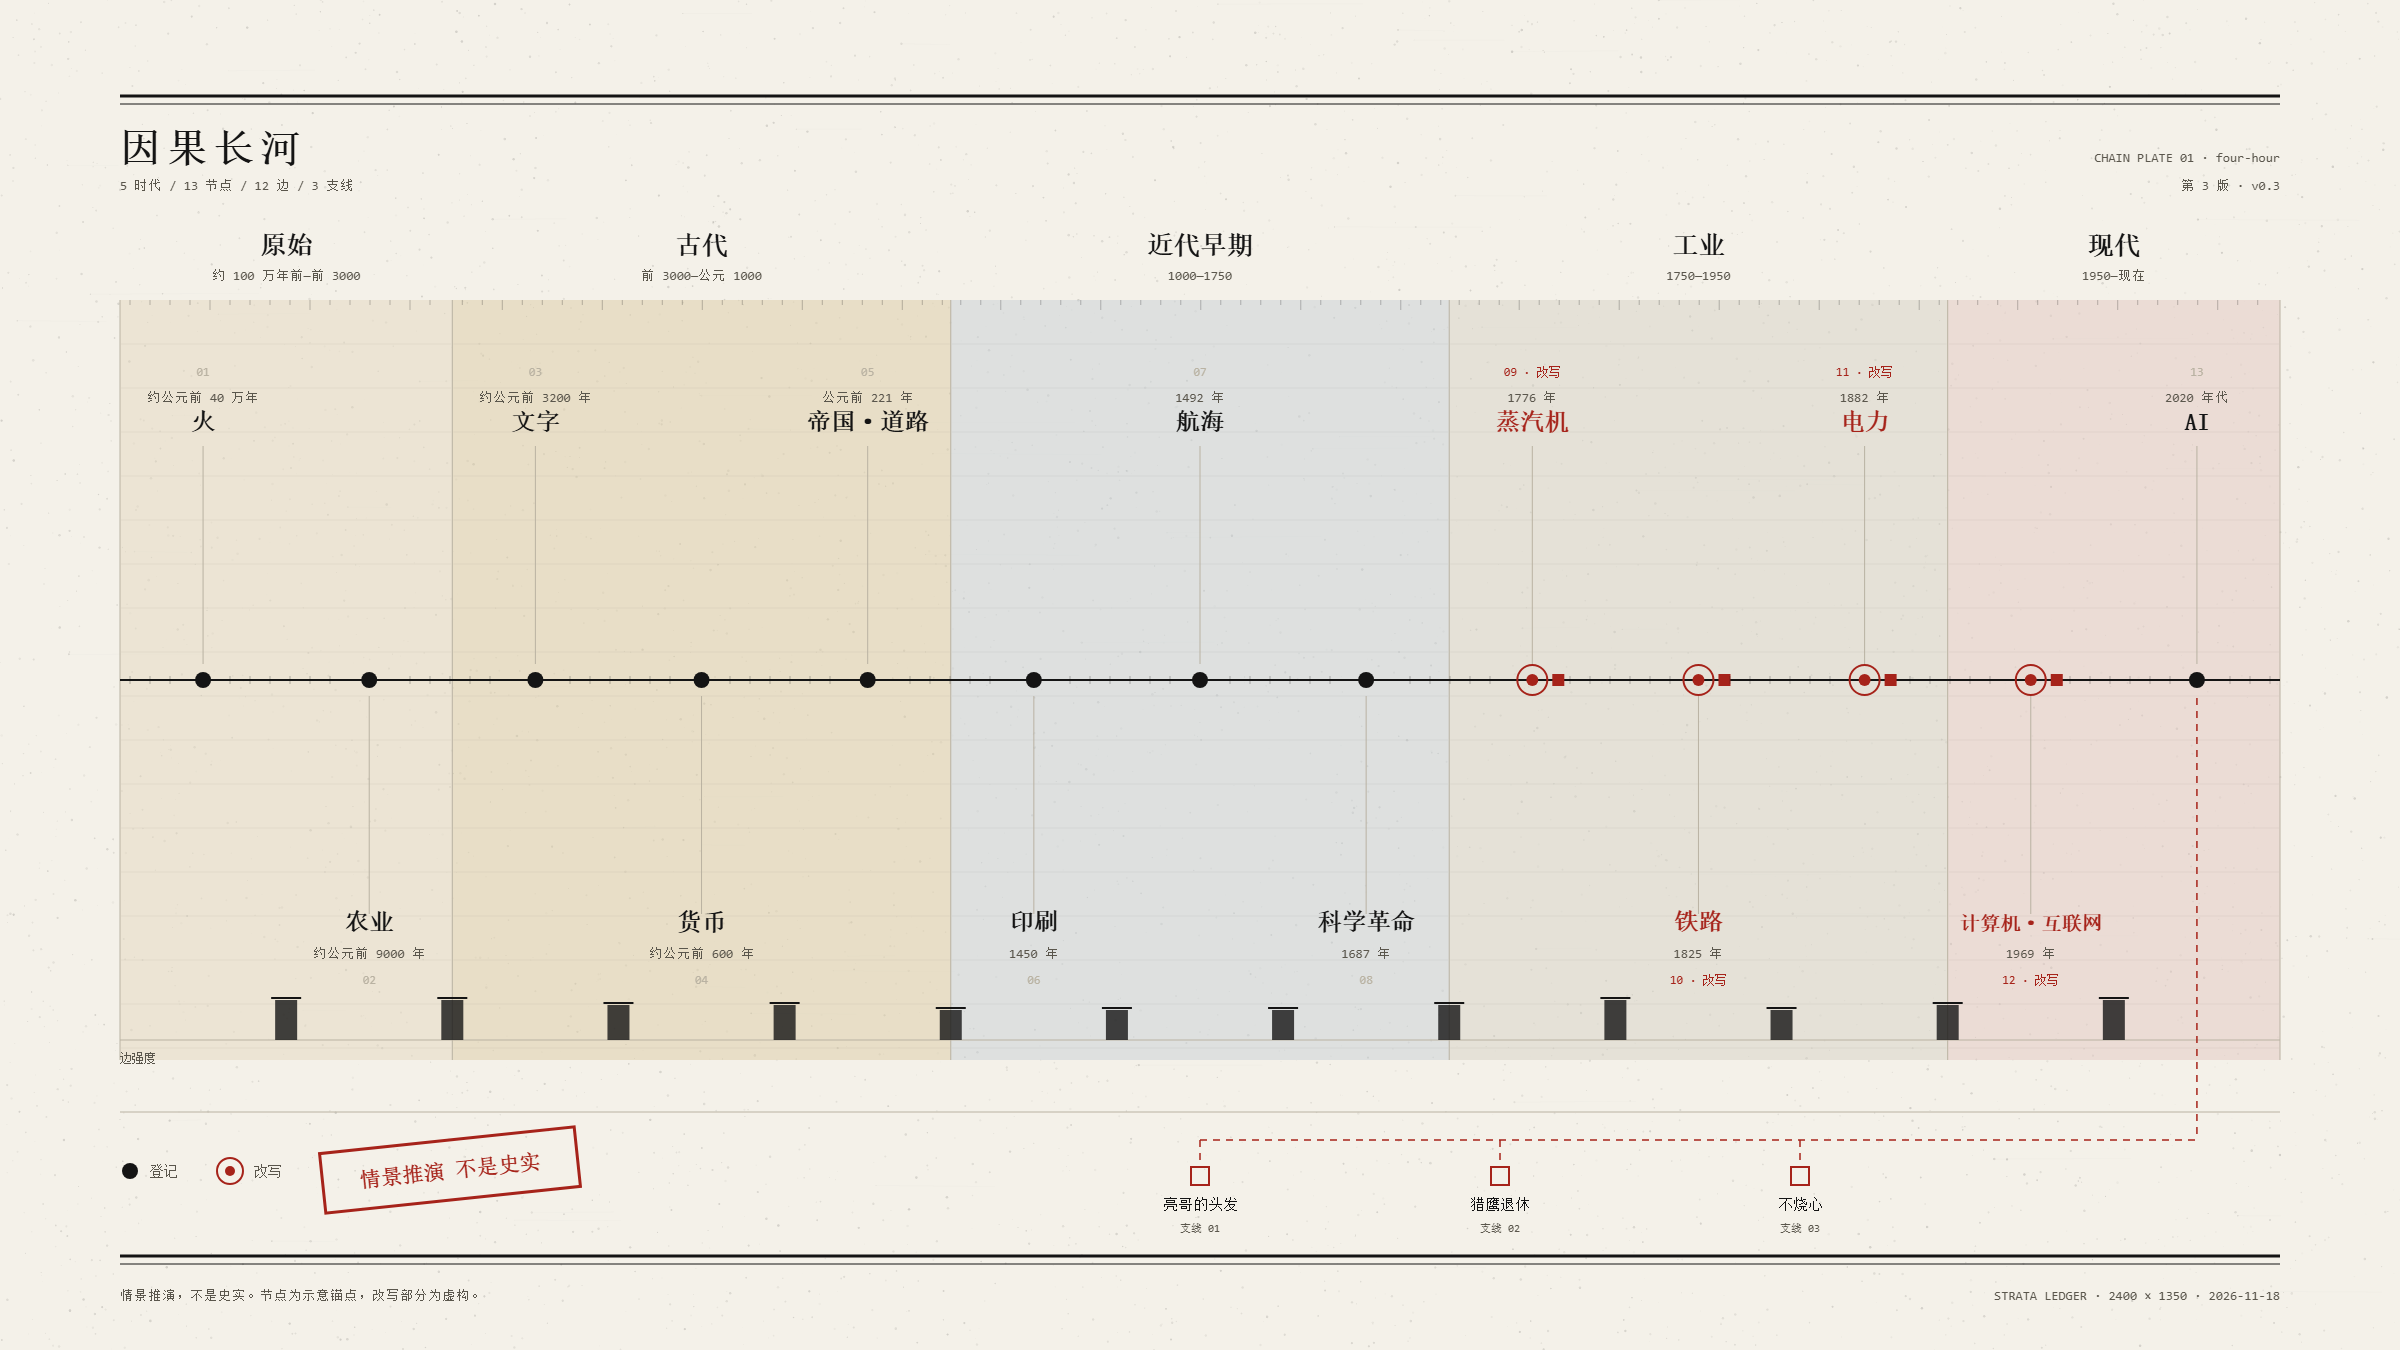 因果长河
5 时代 / 13 节点 / 12 边 / 3 支线
CHAIN PLATE 01 · four-hour
第 3 版 · v0.3
原始
约 100 万年前—前 3000
古代
前 3000—公元 1000
近代早期
1000—1750
工业
1750—1950
现代
1950—现在
01
约公元前 40 万年
火
03
约公元前 3200 年
文字
05
公元前 221 年
帝国·道路
07
1492 年
航海
09 · 改写
1776 年
蒸汽机
11 · 改写
1882 年
电力
13
2020 年代
AI
农业
约公元前 9000 年
02
货币
约公元前 600 年
04
印刷
1450 年
06
科学革命
1687 年
08
铁路
1825 年
10 · 改写
计算机·互联网
1969 年
12 · 改写
边强度
登记
改写
情景推演 不是史实
亮哥的头发
支线 01
猎鹰退休
支线 02
不烧心
支线 03
情景推演，不是史实。节点为示意锚点，改写部分为虚构。
STRATA LEDGER · 2400 × 1350 · 2026-11-18